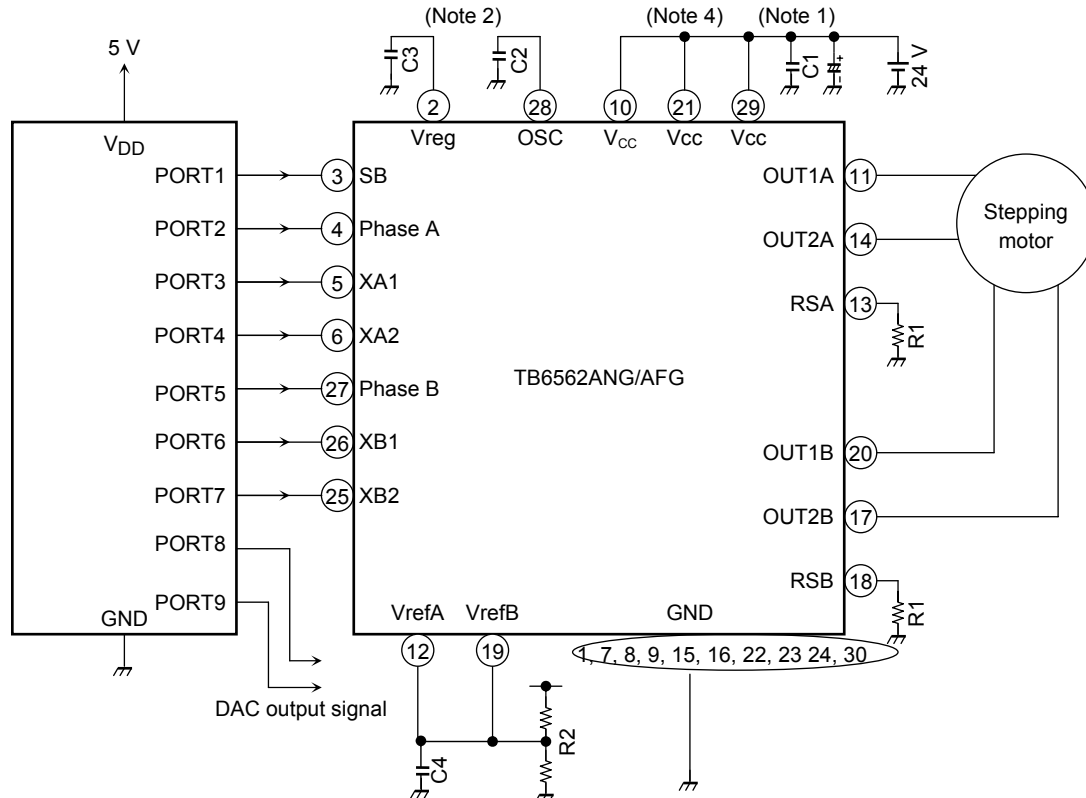 (Note 2)
(Note 4)
(Note 1)
5 V
C3
C2
C1
- +
24 V
2
28
10
21
29
VDD
Vreg
OSC
VCC
Vcc
Vcc
PORT1
3
SB
OUT1A
11
PORT2
4
Phase A
Stepping
motor
OUT2A
14
PORT3
5
XA1
RSA
13
R1
PORT4
6
XA2
TB6562ANG/AFG
PORT5
27
Phase B
PORT6
26
XB1
OUT1B
20
PORT7
25
XB2
OUT2B
17
PORT8
RSB
18
R1
PORT9
GND
VrefA
VrefB
GND
12
19
1, 7, 8, 9, 15, 16, 22, 23 24, 30
DAC output signal
R2
C4